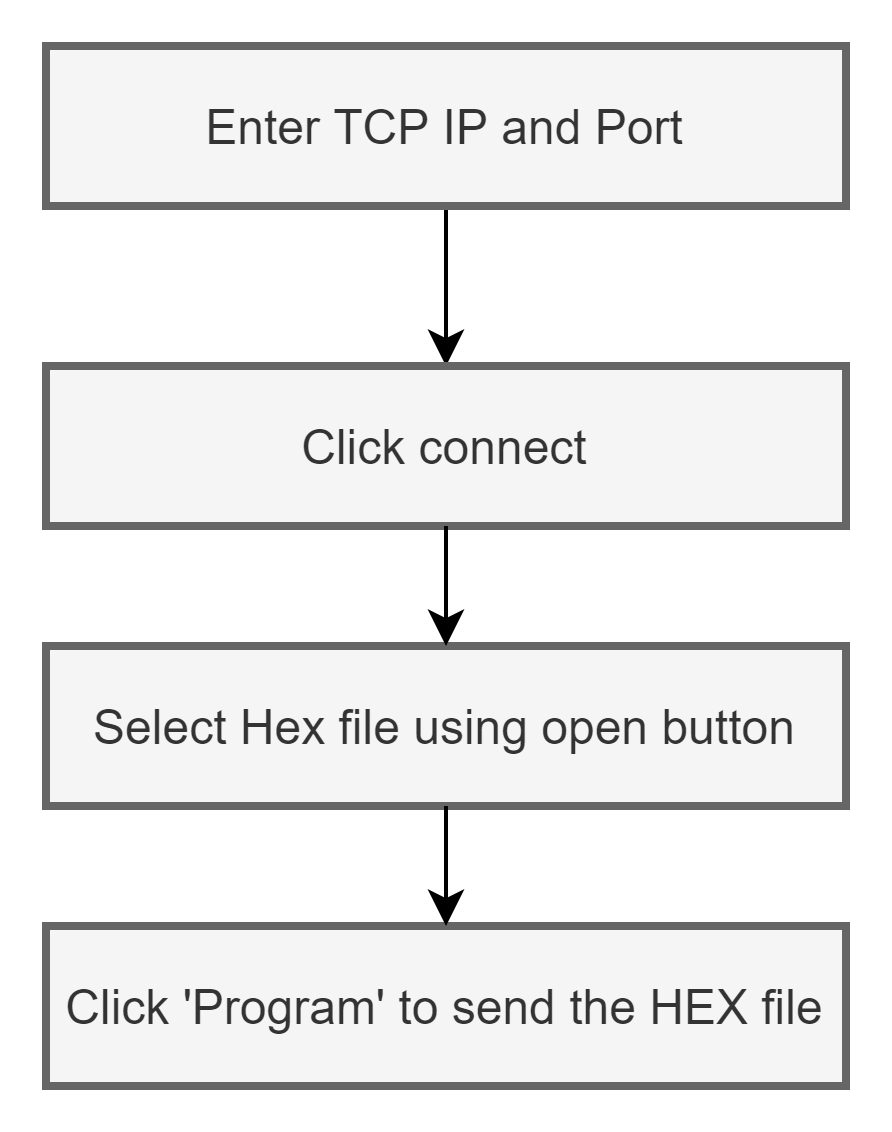 Enter TCP IP and Port
Click connect
Select Hex file using open button
Click 'Program' to send the HEX file